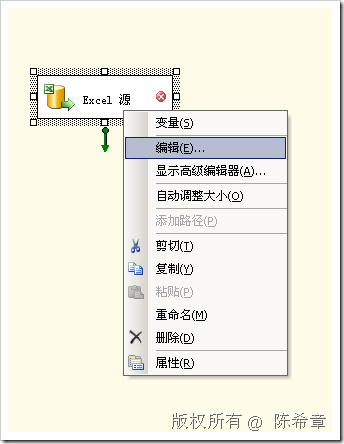 Excel 源
变量(S)
编辑(E)...
显示高级编辑器(A)...
自动调整大小(O)
添加路径(P)
剪切(T)
复制(Y)
粘贴(P)
重命名(M)
删除(D)
属性(R)
版权所有 @ 陈希章